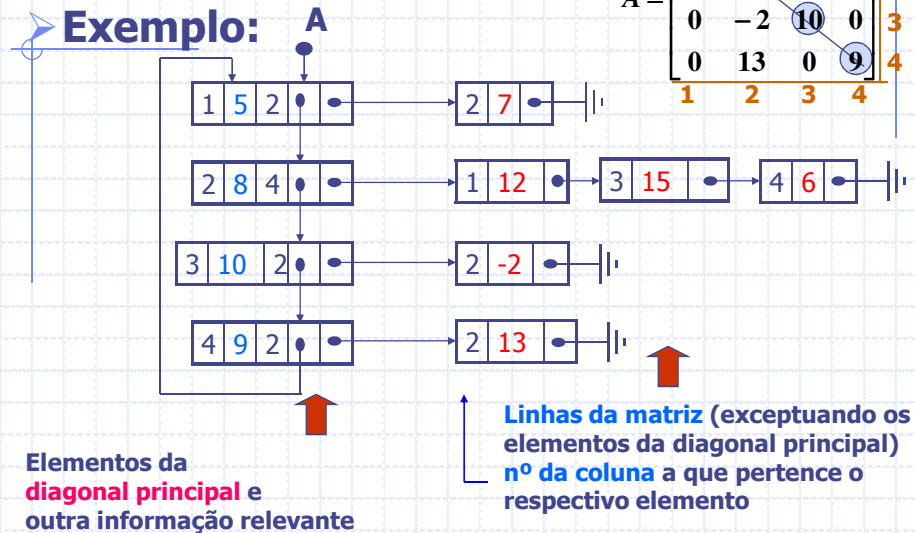 Exemplo:
A
A =
0 −2 10 0 3
0 13 0 9 4
1 2 3 4
1 5 2
2 7
2 8 4
1 12
3 15
4 6
3 10 2
2 -2
4 9 2
2 13
Linhas da matriz (exceptuando os
elementos da diagonal principal)
nº da coluna a que pertence o
respectivo elemento
Elementos da
diagonal principal e
outra informação relevante